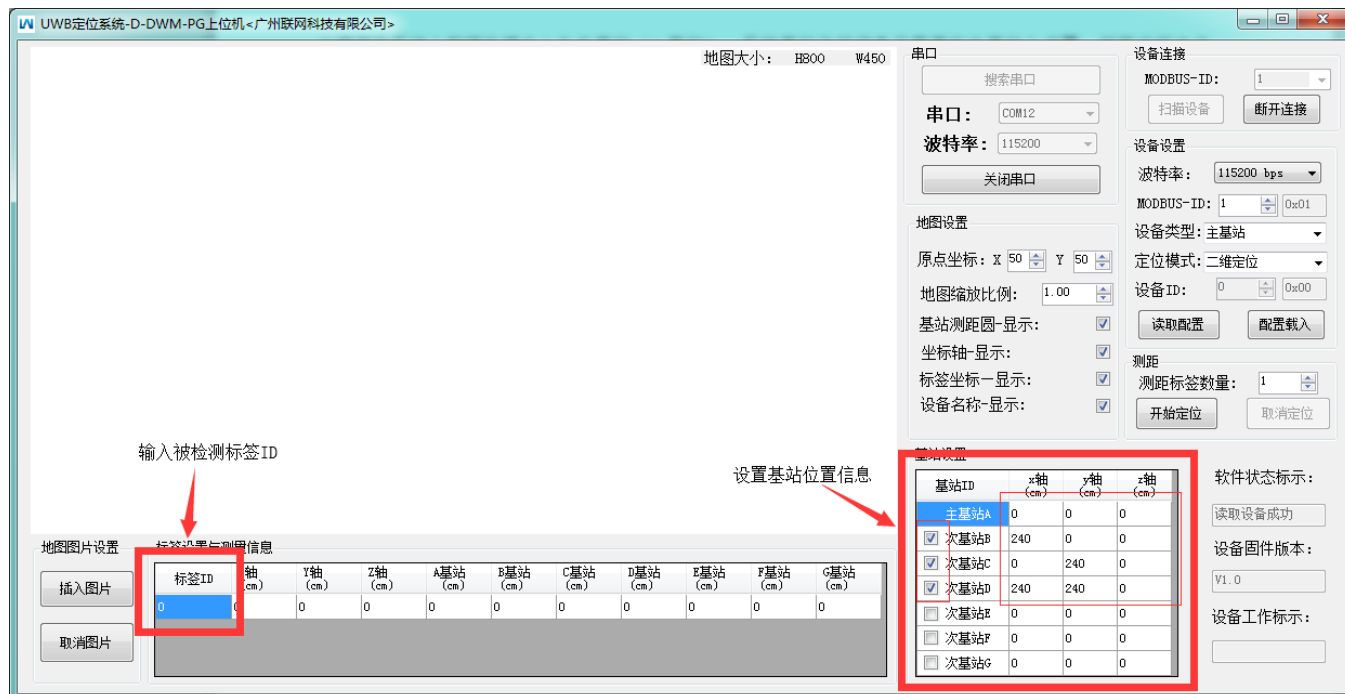 UWB定位系统-D-DWM-PG上位机<广州联网科技有限公司>
地图大小: H800 W450
串口
搜索串口
串口: COM12
波特率: 115200
关闭串口
设备连接
MODBUS-ID: 1
扫描设备 断开连接
设备设置
波特率: 115200 bps
MODBUS-ID: 1 0x01
设备类型: 主基站
定位模式: 二维定位
设备ID: 0 0x00
读取配置 配置载入
地图设置
原点坐标: X 50 Y 50
地图缩放比例: 1.00
基站测距圆-显示:
坐标轴-显示:
标签坐标一显示:
设备名称-显示:
测距
测距标签数量: 1
开始定位 取消定位
输入被检测标签ID
设置基站位置信息
基站设置
基站ID x轴(cm) y轴(cm) z轴(cm)
主基站A 0 0 0
次基站B 240 0 0
次基站C 0 240 0
次基站D 240 240 0
次基站E 0 0 0
次基站F 0 0 0
次基站G 0 0 0
软件状态标示:
读取设备成功
设备固件版本:
V1.0
设备工作标示:
地图图片设置
插入图片
取消图片
标签设置与测量信息
标签ID 轴(cm) Y轴(cm) Z轴(cm) A基站(cm) B基站(cm) C基站(cm) D基站(cm) E基站(cm) F基站(cm) G基站(cm)
0 0 0 0 0 0 0 0 0 0 0